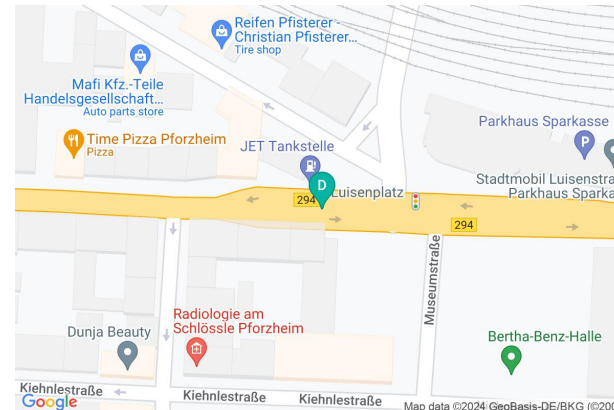 Reifen Pfisterer -
Christian Pfisterer...
Tire shop
Mafi Kfz.-Teile
Handelsgesellschaft...
Auto parts store
Parkhaus Sparkasse
P
Time Pizza Pforzheim
Pizza
JET Tankstelle
Stadtmobil Luisenstra
Parkhaus Sparka
D
Luisenplatz
294
294
Museumstraße
Radiologie am
Schlössle Pforzheim
Dunja Beauty
Bertha-Benz-Halle
Kiehnlestraße
Kiehnlestraße
Kiehnlestraße
Google
Map data ©2024 GeoBasis-DE/BKG (©200